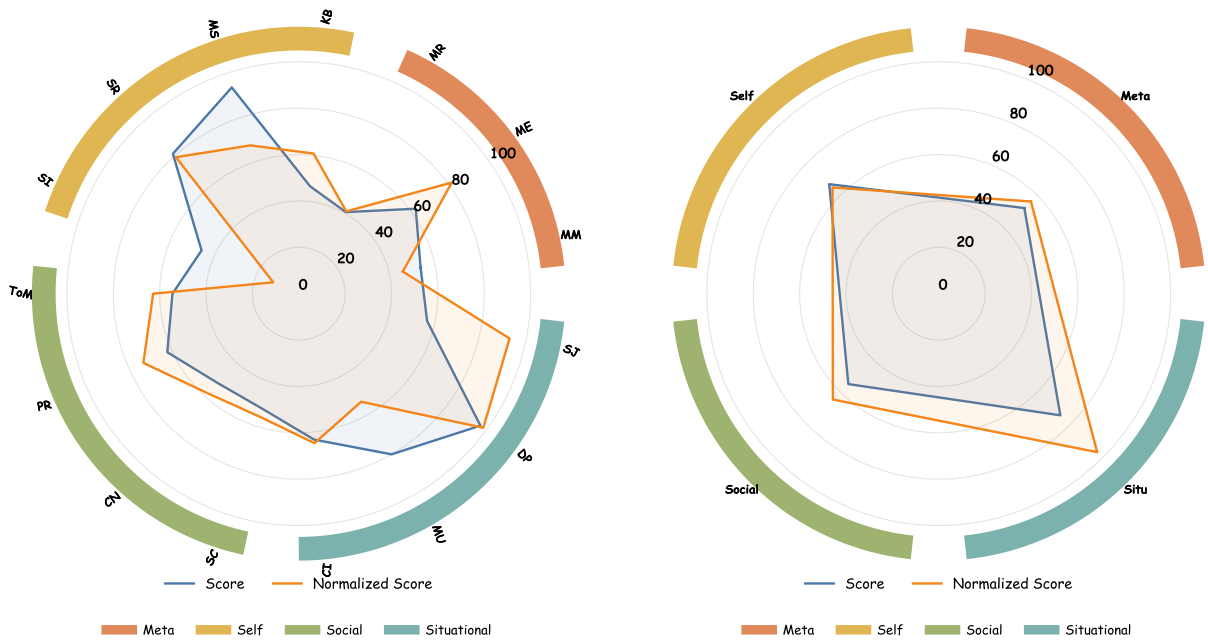 KB
MS
SR
SI
MR
ME
MM
100
80
60
40
20
0
ToM
PR
CN
SC
CI
MU
DP
SJ
Score
Normalized Score
Meta
Self
Social
Situational
Self
Meta
100
80
60
40
20
0
Social
Situ
Score
Normalized Score
Meta
Self
Social
Situational